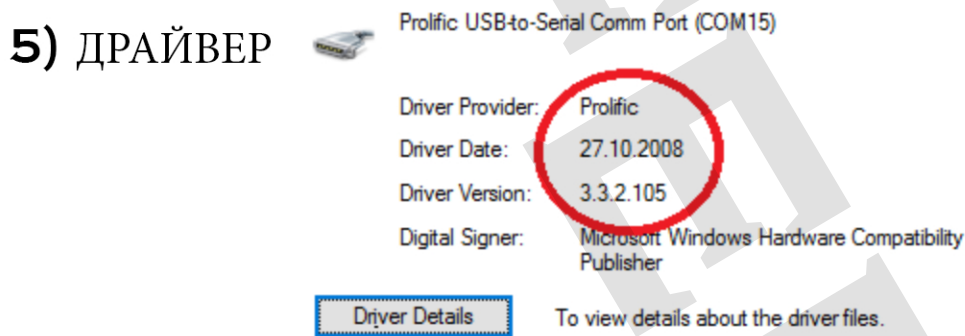 5) ДРАЙВЕР
Prolific USB-to-Serial Comm Port (COM15)
Driver Provider: Prolific
Driver Date: 27.10.2008
Driver Version: 3.3.2.105
Digital Signer: Microsoft Windows Hardware Compatibility
Publisher
Driver Details To view details about the driver files.